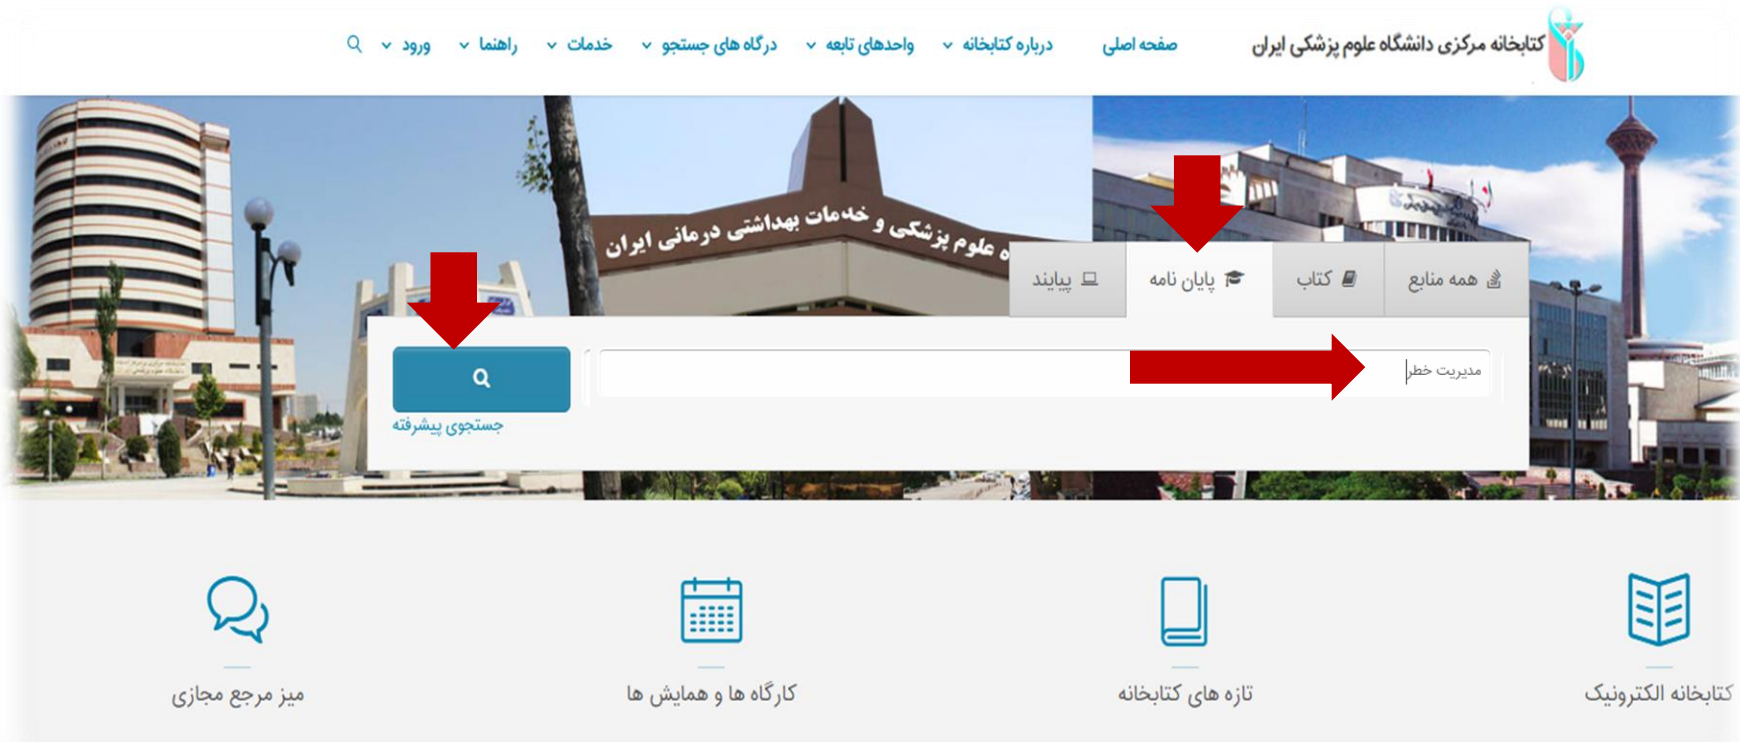 کتابخانه مرکزی دانشگاه علوم پزشکی ایران
صفحه اصلی
درباره کتابخانه
واحدهای تابعه
درگاه های جستجو
خدمات
راهنما
ورود
ه علوم پزشکی و خدمات بهداشتی درمانی ایران
همه منابع
کتاب
پایان نامه
پیایند
مدیریت خطر
جستجوی پیشرفته
کتابخانه الکترونیک
تازه های کتابخانه
کارگاه ها و همایش ها
میز مرجع مجازی